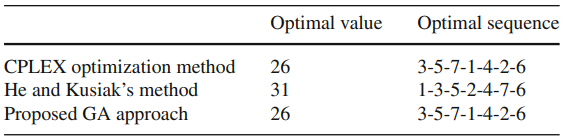 Optimal value Optimal sequence
CPLEX optimization method 26 3-5-7-1-4-2-6
He and Kusiak's method 31 1-3-5-2-4-7-6
Proposed GA approach 26 3-5-7-1-4-2-6